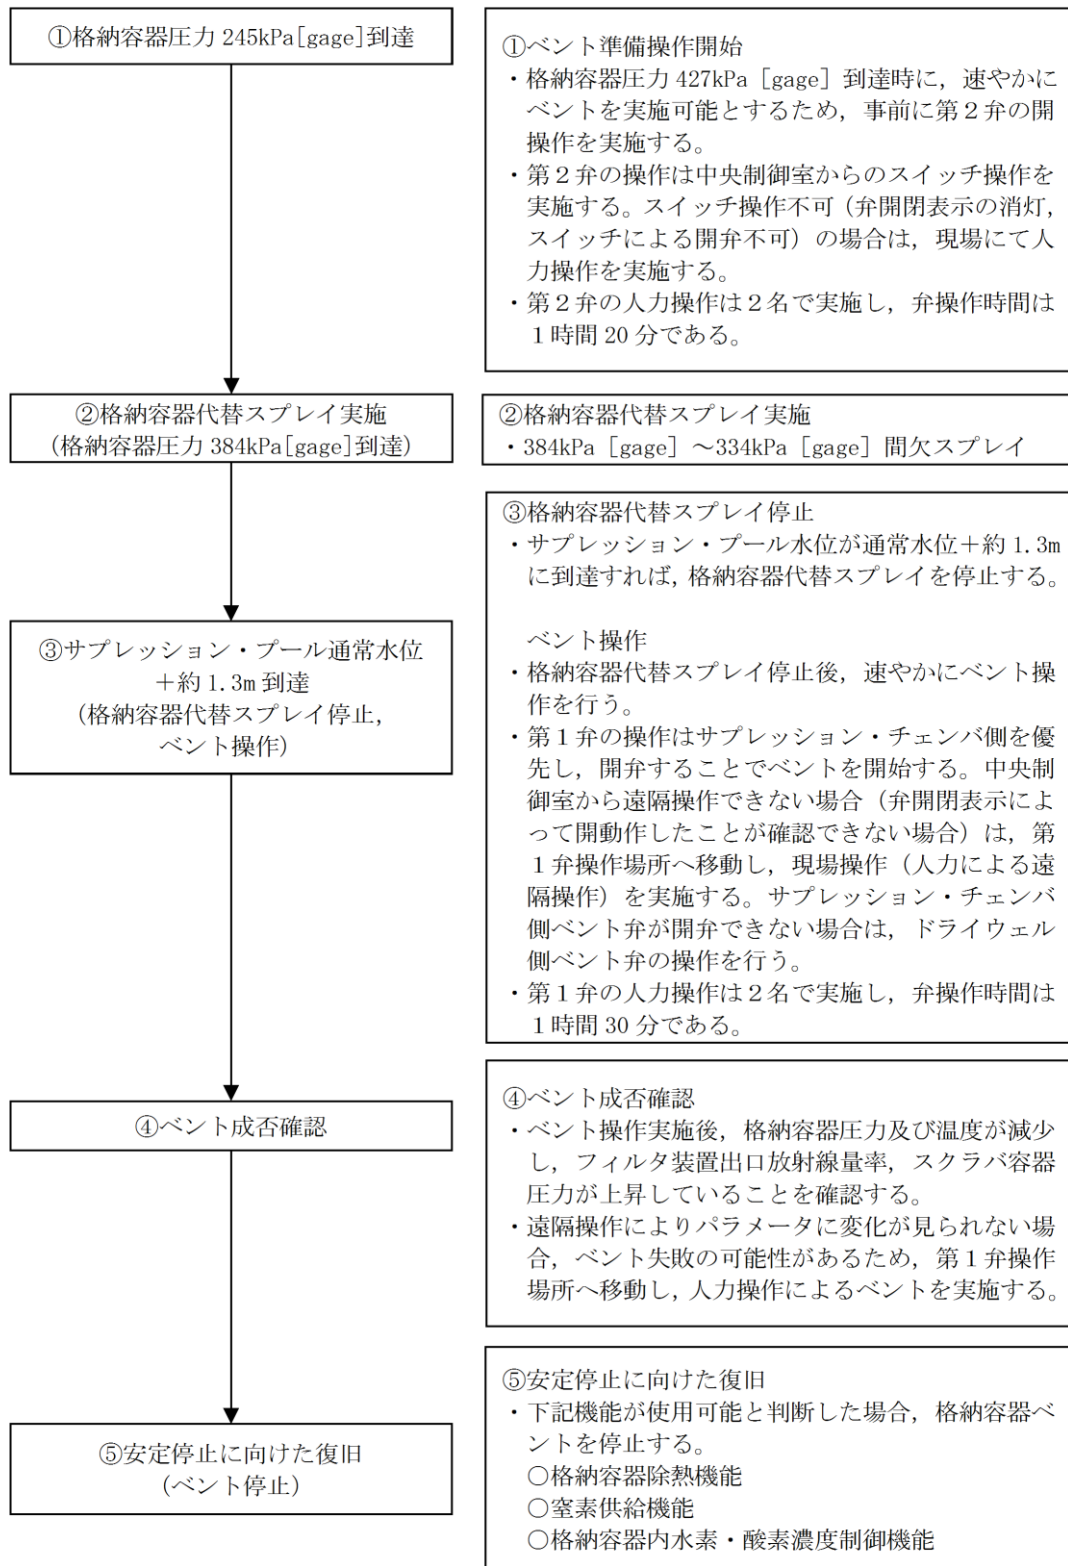 ①格納容器圧力 245kPa[gage]到達
①ベント準備操作開始
・格納容器圧力 427kPa［gage］到達時に，速やかに
ベントを実施可能とするため，事前に第２弁の開
操作を実施する。
・第２弁の操作は中央制御室からのスイッチ操作を
実施する。スイッチ操作不可（弁開閉表示の消灯，
スイッチによる開弁不可）の場合は，現場にて人
力操作を実施する。
・第２弁の人力操作は２名で実施し，弁操作時間は
１時間 20 分である。
②格納容器代替スプレイ実施
(格納容器圧力 384kPa[gage]到達)
②格納容器代替スプレイ実施
・384kPa［gage］～334kPa［gage］間欠スプレイ
③サプレッション・プール通常水位
＋約 1.3m 到達
(格納容器代替スプレイ停止，
ベント操作)
③格納容器代替スプレイ停止
・サプレッション・プール水位が通常水位＋約 1.3m
に到達すれば，格納容器代替スプレイを停止する。
ベント操作
・格納容器代替スプレイ停止後，速やかにベント操
作を行う。
・第１弁の操作はサプレッション・チェンバ側を優
先し，開弁することでベントを開始する。中央制
御室から遠隔操作できない場合（弁開閉表示によ
って開動作したことが確認できない場合）は，第
１弁操作場所へ移動し，現場操作（人力による遠
隔操作）を実施する。サプレッション・チェンバ
側ベント弁が開弁できない場合は，ドライウェル
側ベント弁の操作を行う。
・第１弁の人力操作は２名で実施し，弁操作時間は
１時間 30 分である。
④ベント成否確認
④ベント成否確認
・ベント操作実施後，格納容器圧力及び温度が減少
し，フィルタ装置出口放射線量率，スクラバ容器
圧力が上昇していることを確認する。
・遠隔操作によりパラメータに変化が見られない場
合，ベント失敗の可能性があるため，第１弁操作
場所へ移動し，人力操作によるベントを実施する。
⑤安定停止に向けた復旧
(ベント停止)
⑤安定停止に向けた復旧
・下記機能が使用可能と判断した場合，格納容器ベ
ントを停止する。
○格納容器除熱機能
○窒素供給機能
○格納容器内水素・酸素濃度制御機能